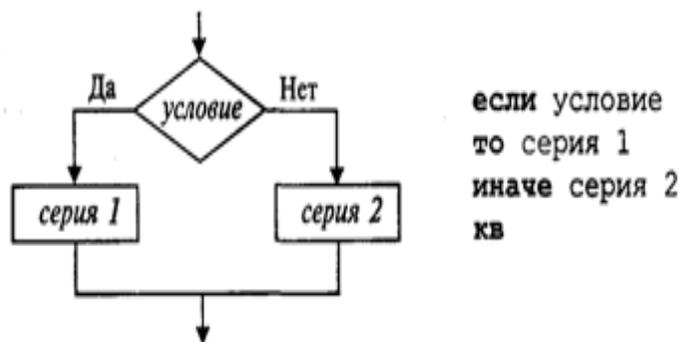 Да
Нет
условие
серия 1
серия 2
если условие
то серия 1
иначе серия 2
кв